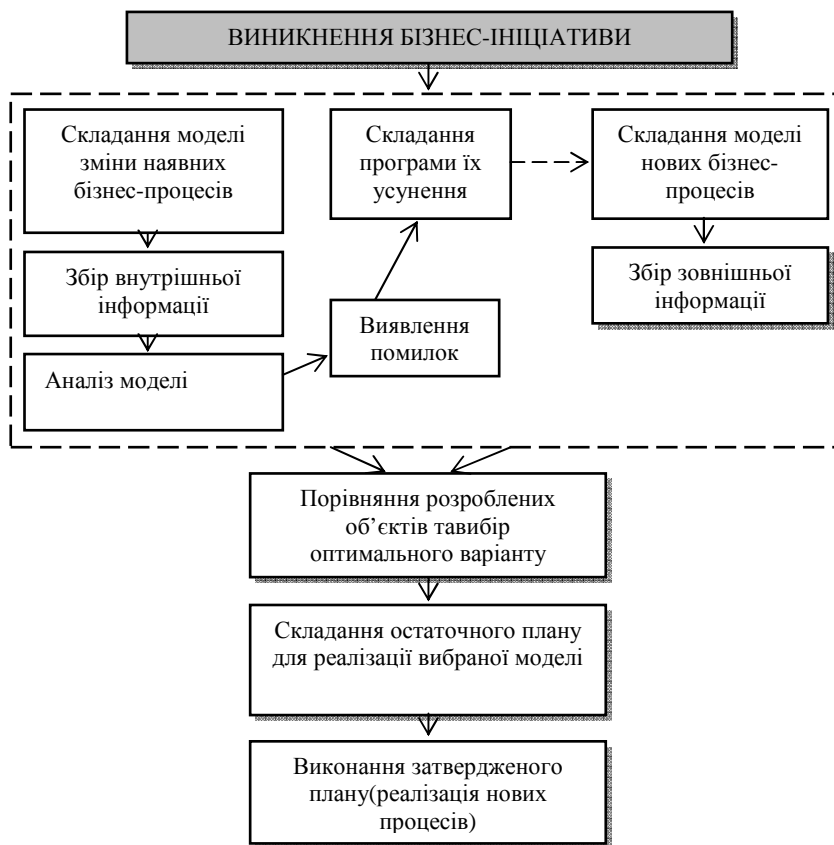 ВИНИКНЕННЯ БІЗНЕС-ІНІЦІАТИВИ
Складання моделі
зміни наявних
бізнес-процесів
Збір внутрішньої
інформації
Аналіз моделі
Складання
програми їх
усунення
Виявлення
помилок
Складання моделі
нових бізнес-
процесів
Збір зовнішньої
інформації
Порівняння розроблених
об’єктів тавибір
оптимального варіанту
Складання остаточного плану
для реалізації вибраної моделі
Виконання затвердженого
плану(реалізація нових
процесів)